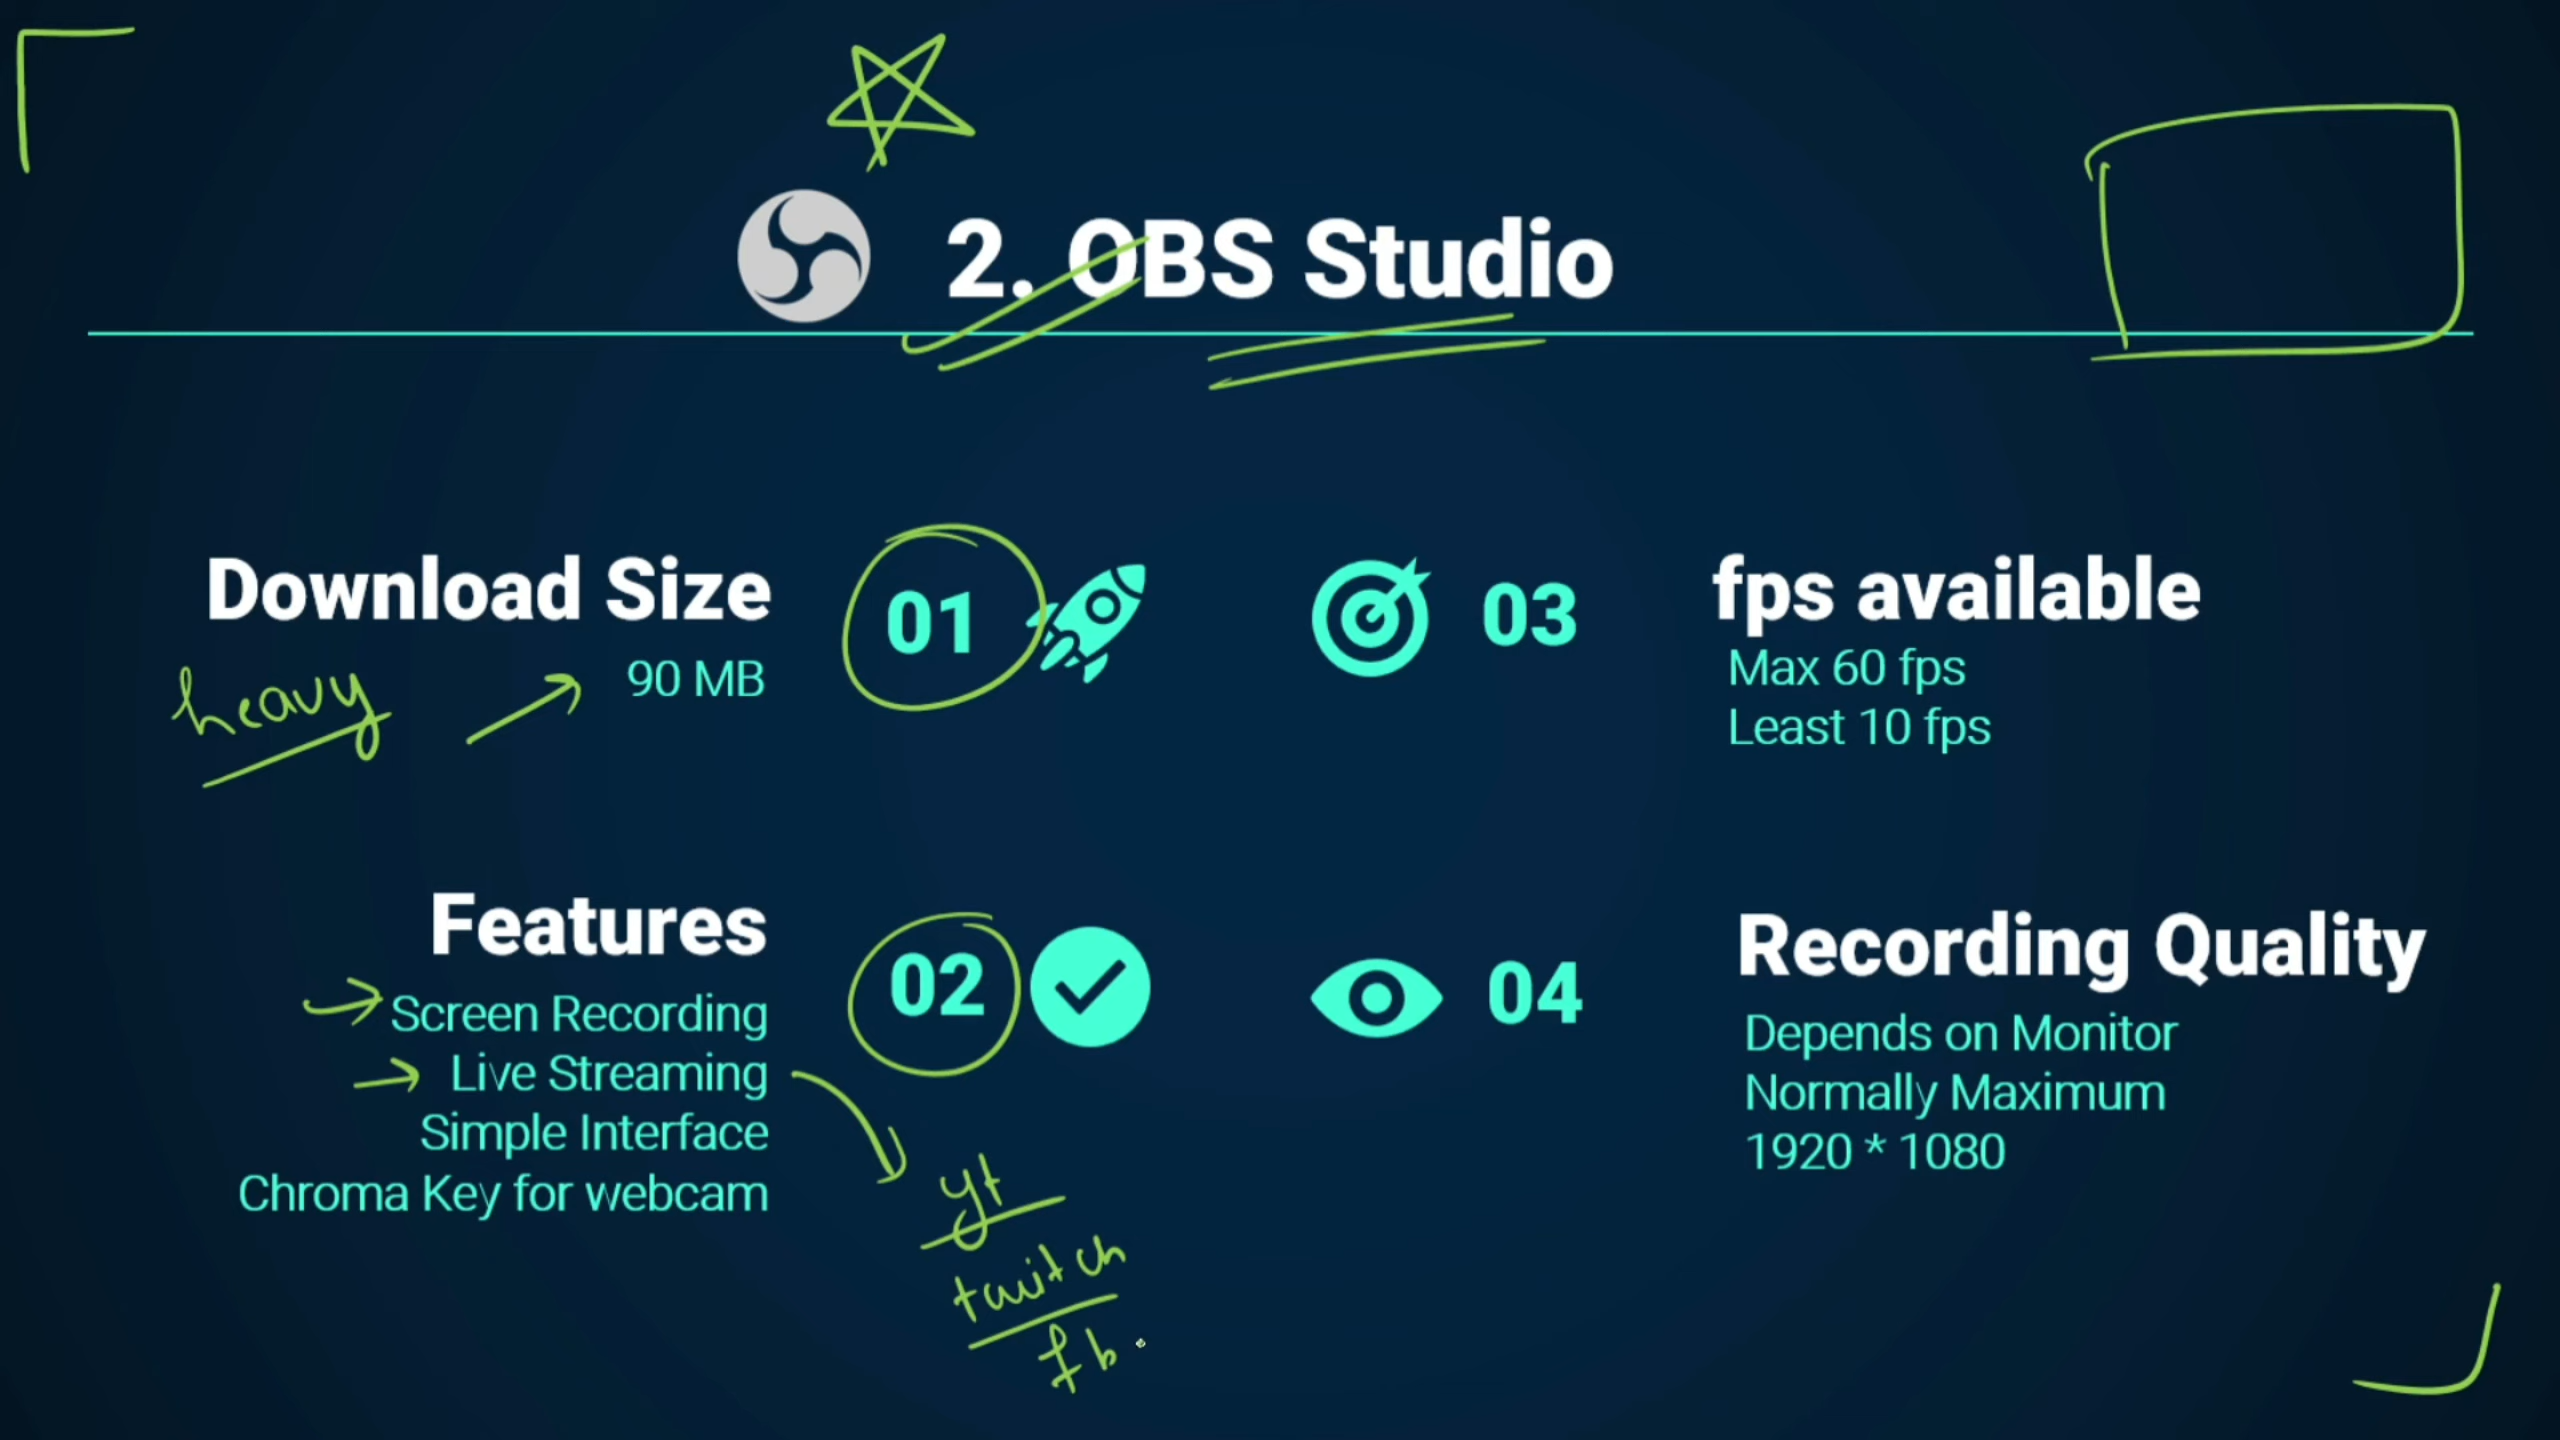 2. OBS Studio
Download Size
90 MB
heavy
01
Features
Screen Recording
Live Streaming
Simple Interface
Chroma Key for webcam
02
yt
twitch
fb
03
fps available
Max 60 fps
Least 10 fps
04
Recording Quality
Depends on Monitor
Normally Maximum
1920 * 1080